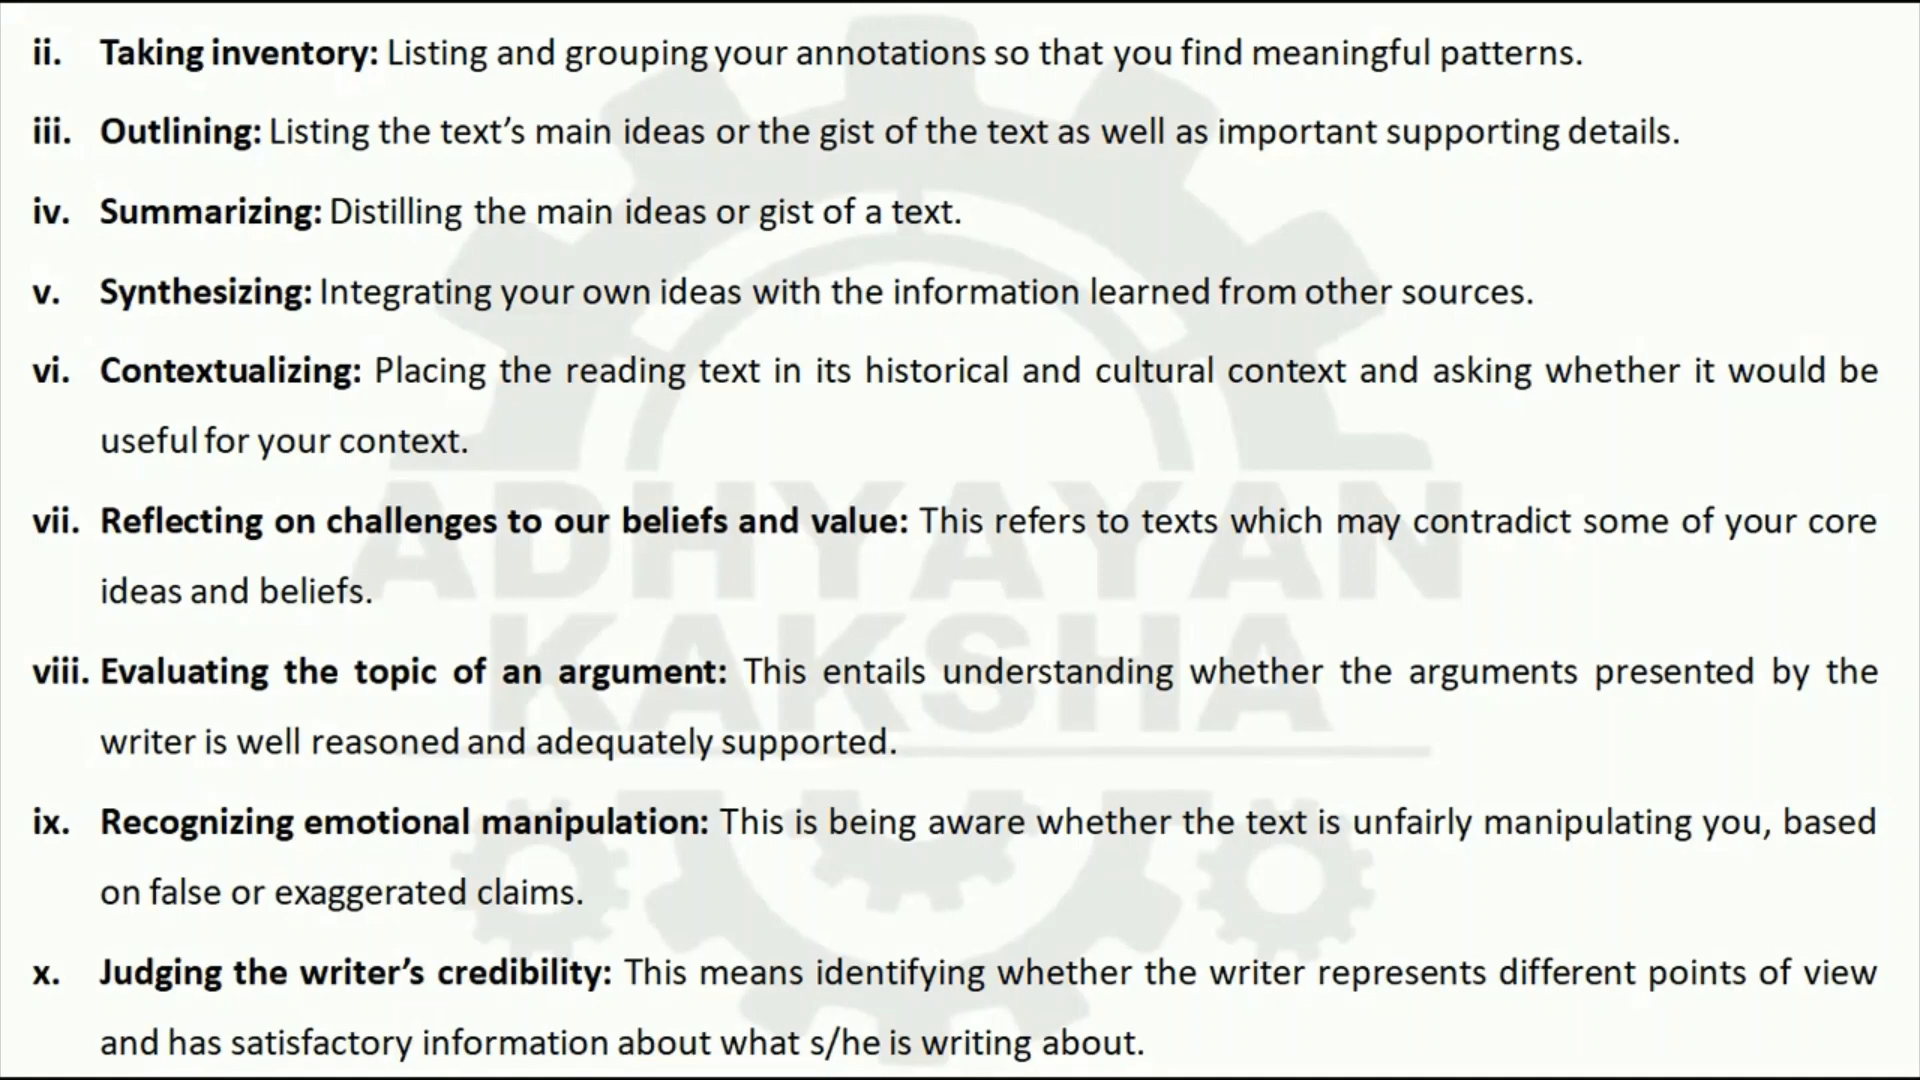 ii. Taking inventory: Listing and grouping your annotations so that you find meaningful patterns.
iii. Outlining: Listing the text’s main ideas or the gist of the text as well as important supporting details.
iv. Summarizing: Distilling the main ideas or gist of a text.
v. Synthesizing: Integrating your own ideas with the information learned from other sources.
vi. Contextualizing: Placing the reading text in its historical and cultural context and asking whether it would be
useful for your context.
vii. Reflecting on challenges to our beliefs and value: This refers to texts which may contradict some of your core
ideas and beliefs.
viii. Evaluating the topic of an argument: This entails understanding whether the arguments presented by the
writer is well reasoned and adequately supported.
ix. Recognizing emotional manipulation: This is being aware whether the text is unfairly manipulating you, based
on false or exaggerated claims.
x. Judging the writer’s credibility: This means identifying whether the writer represents different points of view
and has satisfactory information about what s/he is writing about.
ADHYAYAN
KAKSHA